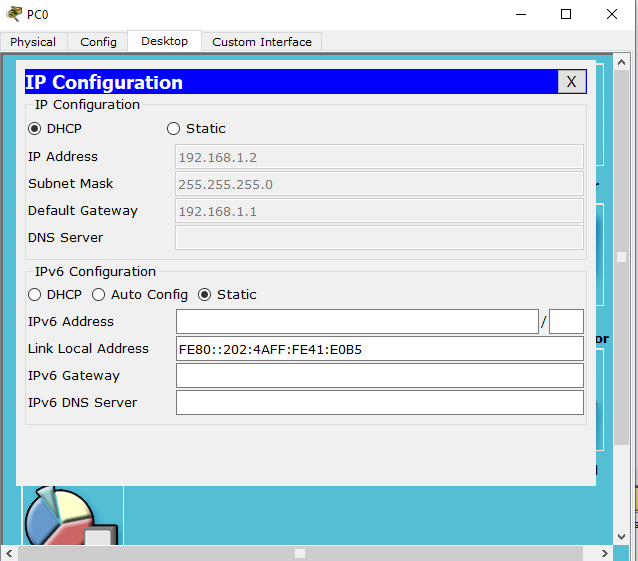 PC0
Physical Config Desktop Custom Interface
IP Configuration X
IP Configuration
DHCP Static
IP Address 192.168.1.2
Subnet Mask 255.255.255.0
Default Gateway 192.168.1.1
DNS Server
IPv6 Configuration
DHCP Auto Config Static
IPv6 Address /
Link Local Address FE80::202:4AFF:FE41:E0B5
IPv6 Gateway
IPv6 DNS Server
or